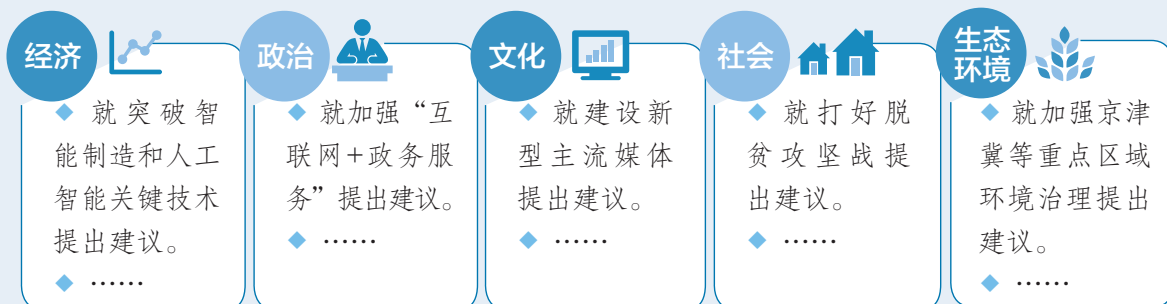 经济
◆ 就突破智
能制造和人工
智能关键技术
提出建议。
◆ ……
政治
◆ 就加强“互
联网+政务服
务”提出建议。
◆ ……
文化
◆ 就建设新
型主流媒体
提出建议。
◆ ……
社会
◆ 就打好脱
贫攻坚战提
出建议。
◆ ……
生态
环境
◆ 就加强京津
冀等重点区域
环境治理提出
建议。
◆ ……